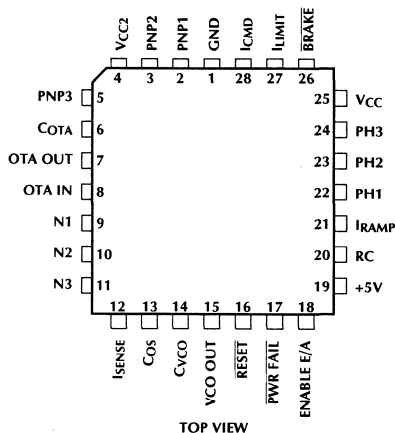 VCC2
PNP2
PNP1
GND
ICMD
ILIMIT
BRAKE
4
3
2
1
28
27
26
PNP3
5
COTA
6
OTA OUT
7
OTA IN
8
N1
9
N2
10
N3
11
25
VCC
24
PH3
23
PH2
22
PH1
21
IRAMP
20
RC
19
+5V
12
13
14
15
16
17
18
ISENSE
COS
CVCO
VCO OUT
RESET
PWR FAIL
ENABLE E/A
TOP VIEW